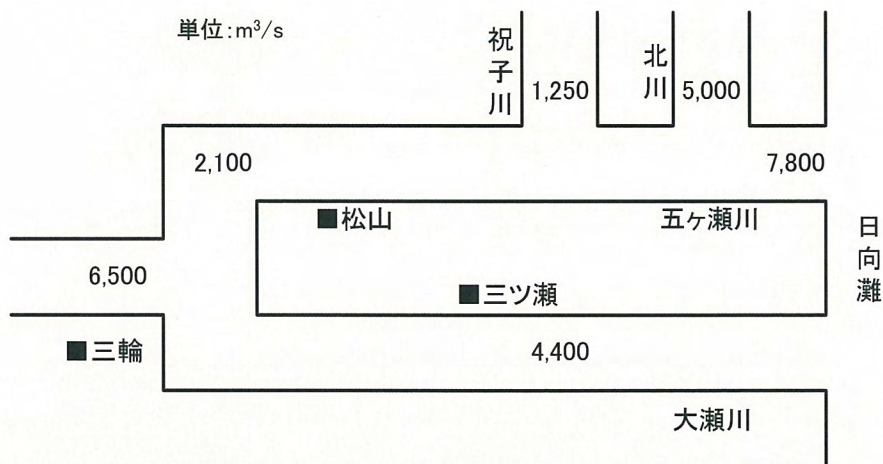 単位:m³/s
祝子川
1,250
北川
5,000
2,100
7,800
■松山
五ヶ瀬川
日向灘
6,500
■三ツ瀬
■三輪
4,400
大瀬川